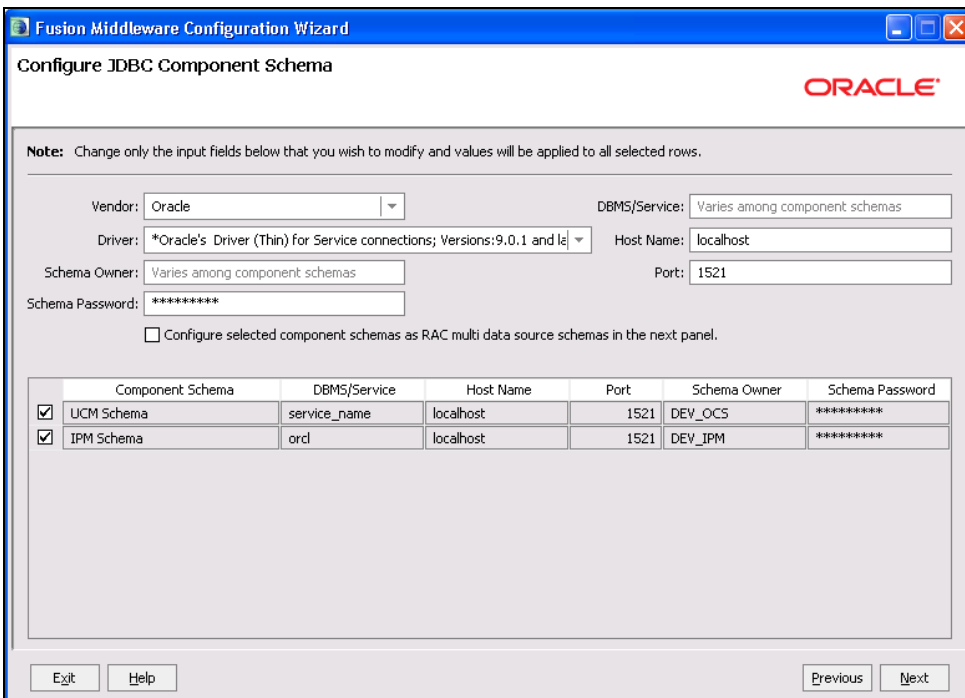 Fusion Middleware Configuration Wizard
Configure JDBC Component Schema
ORACLE
Note: Change only the input fields below that you wish to modify and values will be applied to all selected rows.
Vendor: Oracle DBMS/Service: Varies among component schemas
Driver: *Oracle's Driver (Thin) for Service connections; Versions:9.0.1 and la Host Name: localhost
Schema Owner: Varies among component schemas Port: 1521
Schema Password: *********
Configure selected component schemas as RAC multi data source schemas in the next panel.
Component Schema DBMS/Service Host Name Port Schema Owner Schema Password
UCM Schema service_name localhost 1521 DEV_OCS *********
IPM Schema orcl localhost 1521 DEV_IPM *********
Exit Help Previous Next